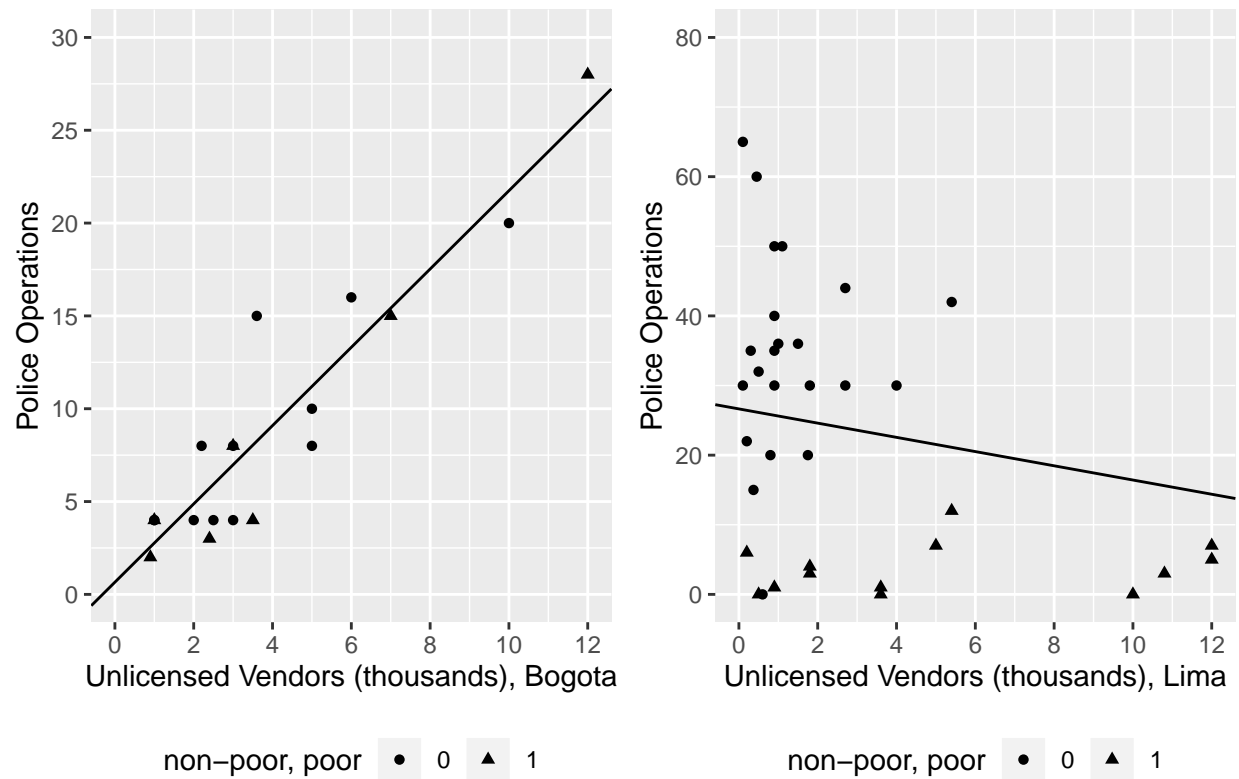 30
25
20
15
10
5
0
Police Operations
0 2 4 6 8 10 12
Unlicensed Vendors (thousands), Bogota
non−poor, poor 0 1
80
60
40
20
0
Police Operations
0 2 4 6 8 10 12
Unlicensed Vendors (thousands), Lima
non−poor, poor 0 1